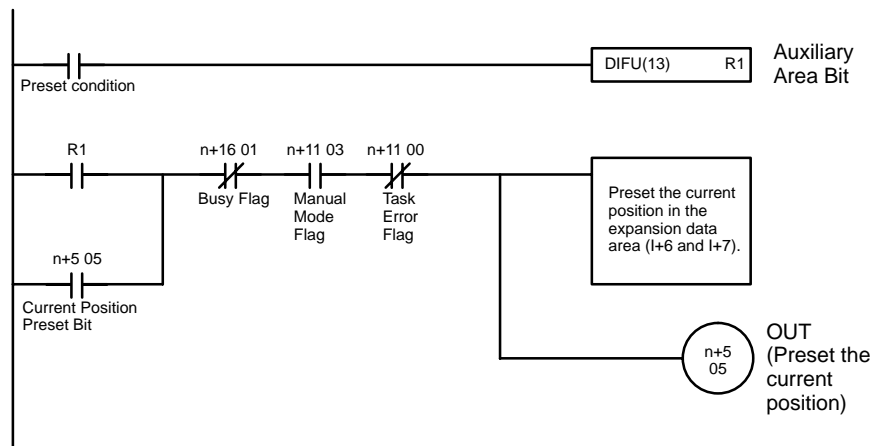 Preset condition
DIFU(13) R1
Auxiliary
Area Bit
R1
n+16 01
n+11 03
n+11 00
Busy Flag
Manual
Mode
Flag
Task
Error
Flag
Preset the current
position in the
expansion data
area (I+6 and I+7).
n+5 05
Current Position
Preset Bit
n+5
05
OUT
(Preset the
current
position)